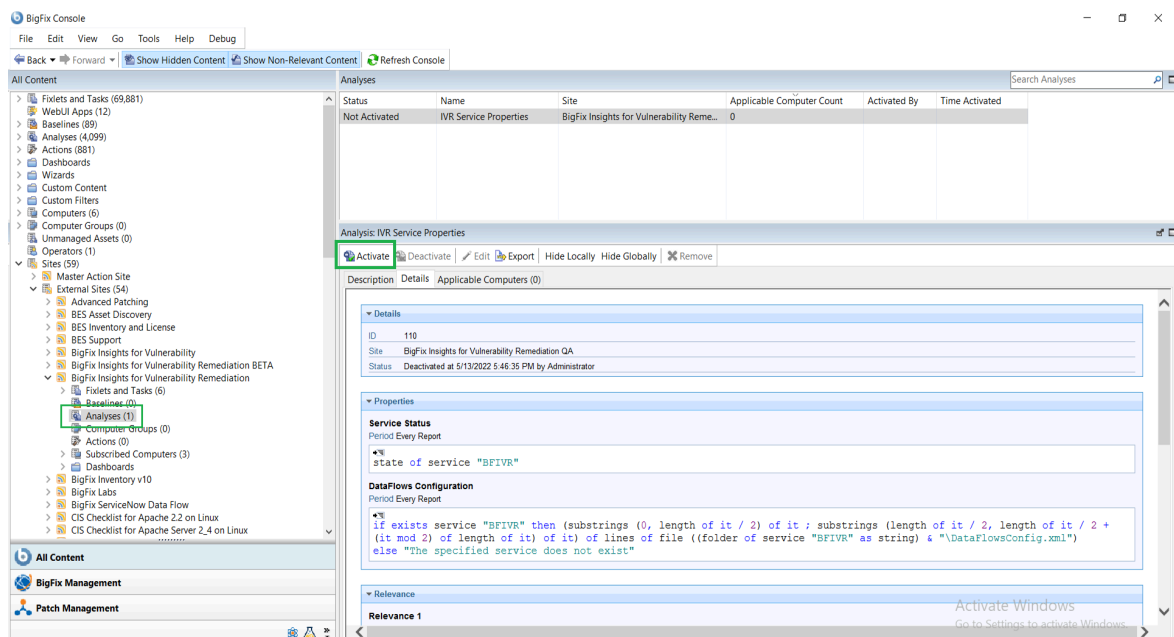 BigFix Console
File Edit View Go Tools Help Debug
Back Forward Show Hidden Content Show Non-Relevant Content Refresh Console
All Content
Fixlets and Tasks (69,881)
WebUI Apps (12)
Baselines (89)
Analyses (4,099)
Actions (881)
Dashboards
Wizards
Custom Content
Custom Filters
Computers (6)
Computer Groups (0)
Unmanaged Assets (0)
Operators (1)
Sites (59)
Master Action Site
External Sites (54)
Advanced Patching
BES Asset Discovery
BES Inventory and License
BES Support
BigFix Insights for Vulnerability
BigFix Insights for Vulnerability Remediation BETA
BigFix Insights for Vulnerability Remediation
Fixlets and Tasks (6)
Baselines (0)
Analyses (1)
Computer Groups (0)
Actions (0)
Subscribed Computers (3)
Dashboards
BigFix Inventory v10
BigFix Labs
BigFix ServiceNow Data Flow
CIS Checklist for Apache 2.2 on Linux
CIS Checklist for Apache Server 2_4 on Linux
All Content
BigFix Management
Patch Management
Analyses
Search Analyses
Status Name Site Applicable Computer Count Activated By Time Activated
Not Activated IVR Service Properties BigFix Insights for Vulnerability Reme... 0
Analysis: IVR Service Properties
Activate Deactivate Edit Export Hide Locally Hide Globally Remove
Description Details Applicable Computers (0)
Details
ID 110
Site BigFix Insights for Vulnerability Remediation QA
Status Deactivated at 5/13/2022 5:46:35 PM by Administrator
Properties
Service Status
Period Every Report
state of service "BFIVR"
DataFlows Configuration
Period Every Report
if exists service "BFIVR" then (substrings (0, length of it / 2) of it ; substrings (length of it / 2, length of it / 2 +
(it mod 2) of length of it) of it) of lines of file ((folder of service "BFIVR" as string) & "\DataFlowsConfig.xml")
else "The specified service does not exist"
Relevance
Relevance 1
Activate Windows
Go to Settings to activate Windows.